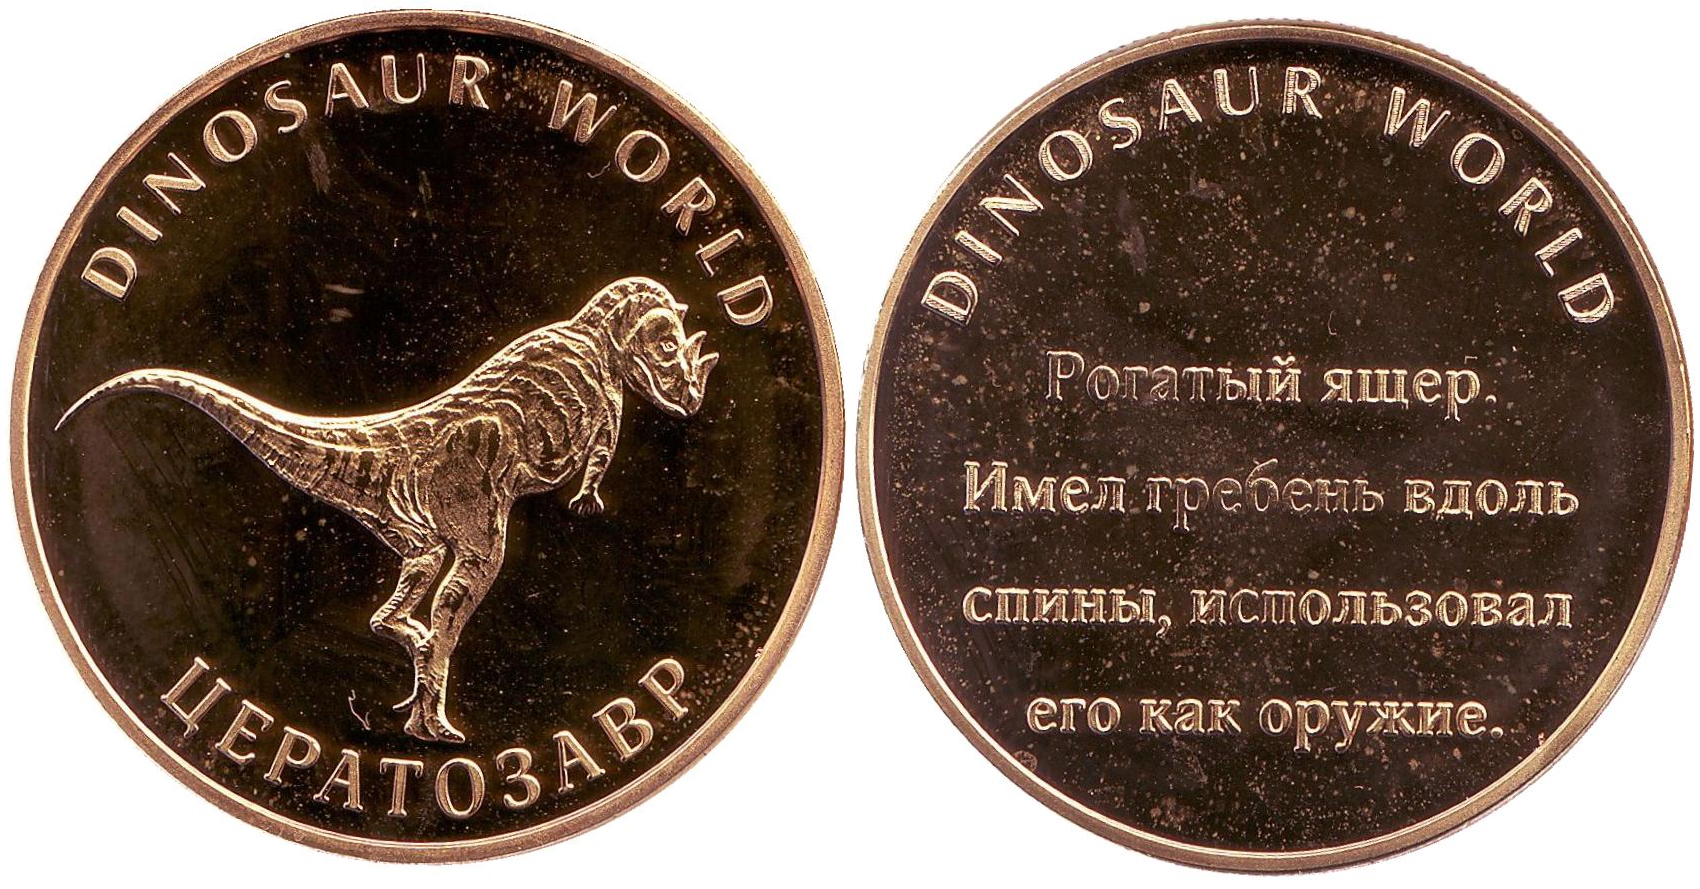 DINOSAUR WORLD
ЦЕРАТОЗАВР
DINOSAUR WORLD
Рогатый ящер.
Имел гребень вдоль
спины, использовал
его как оружие.